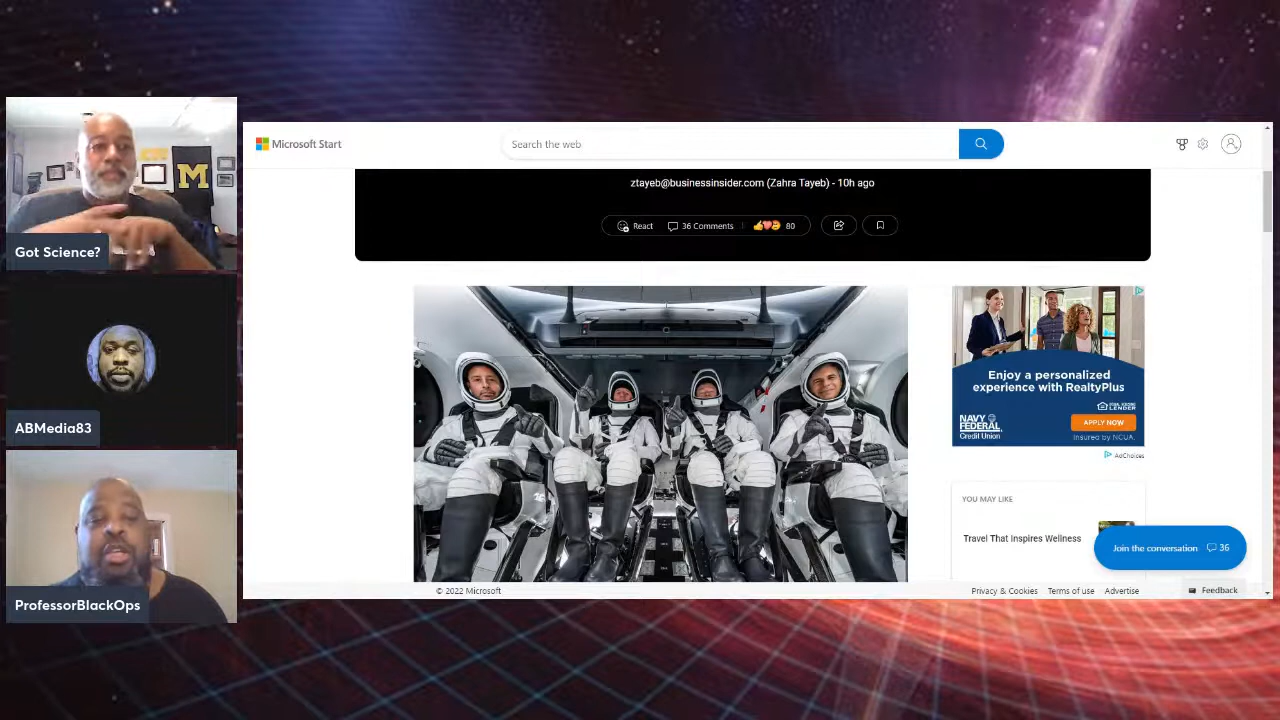 Microsoft Start
Search the web
ztayeb@businessinsider.com (Zahra Tayeb) - 10h ago
React
36 Comments
80
M
Got Science?
ABMedia83
ProfessorBlackOps
Enjoy a personalized
experience with RealtyPlus
NAVY
FEDERAL
Credit Union
APPLY NOW
Insured by NCUA.
AdChoices
YOU MAY LIKE
Travel That Inspires Wellness
Join the conversation
36
© 2022 Microsoft
Privacy & Cookies
Terms of use
Advertise
Feedback